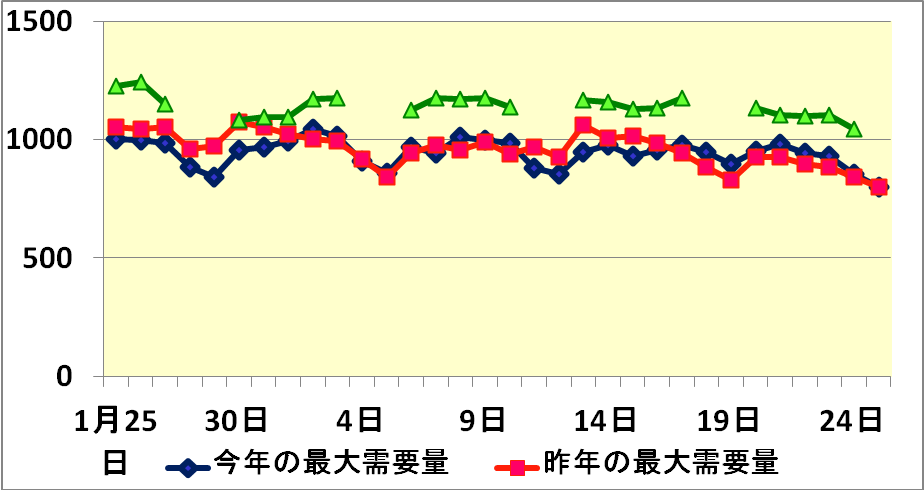 1500
1000
500
0
1月25日
30日
4日
9日
14日
19日
24日
今年の最大需要量
昨年の最大需要量